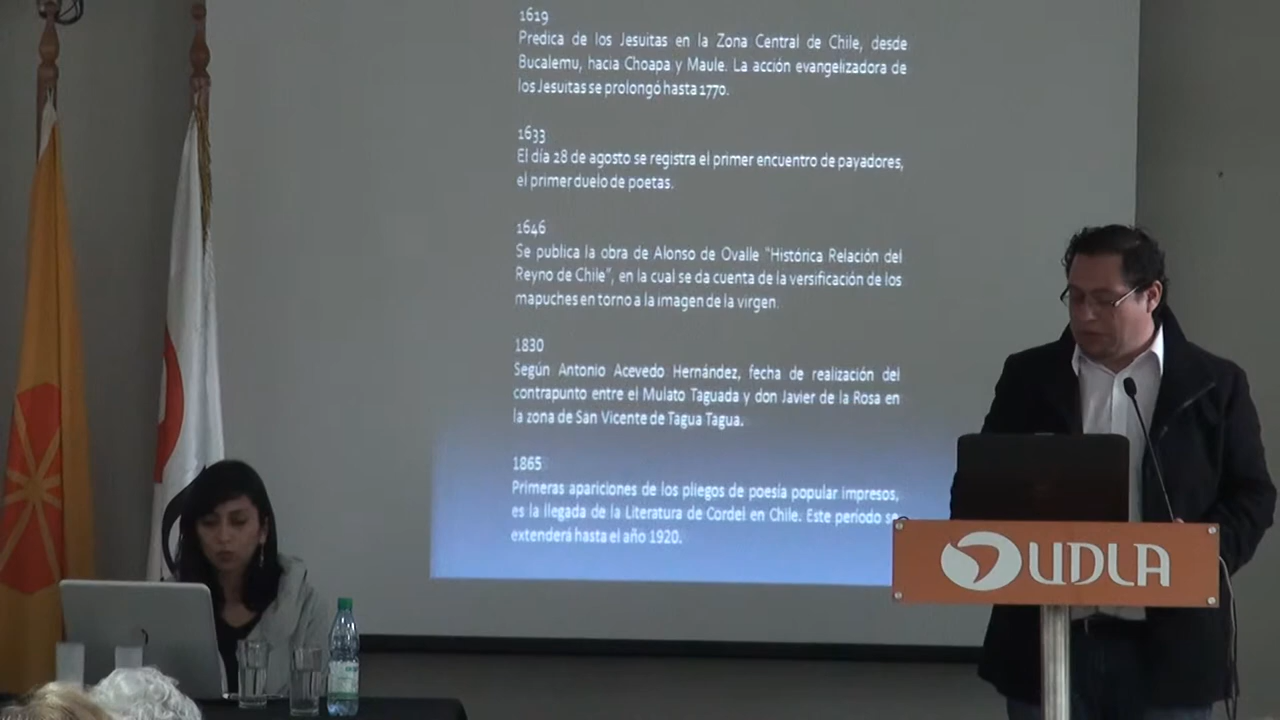 1619
Predica de los Jesuitas en la Zona Central de Chile, desde
Bucalemu, hacia Choapa y Maule. La acción evangelizadora de
los Jesuitas se prolongó hasta 1770.
1633
El día 28 de agosto se registra el primer encuentro de payadores,
el primer duelo de poetas.
1646
Se publica la obra de Alonso de Ovalle "Histórica Relación del
Reyno de Chile", en la cual se da cuenta de la versificación de los
mapuches en torno a la imagen de la virgen.
1830
Según Antonio Acevedo Hernández, fecha de realización del
contrapunto entre el Mulato Taguada y don Javier de la Rosa en
la zona de San Vicente de Tagua Tagua.
1865
Primeras apariciones de los pliegos de poesía popular impresos,
es la llegada de la Literatura de Cordel en Chile. Este periodo se
extenderá hasta el año 1920.
UDLA